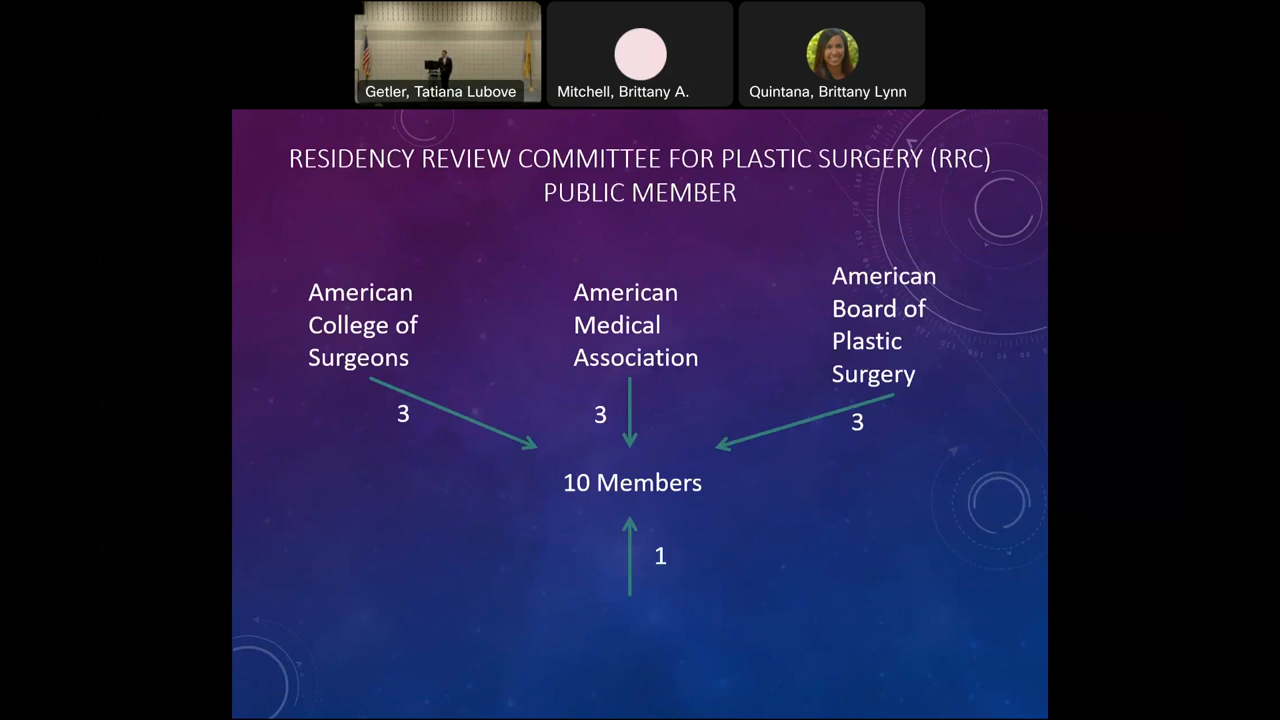 Getler, Tatiana Lubove
Mitchell, Brittany A.
Quintana, Brittany Lynn
RESIDENCY REVIEW COMMITTEE FOR PLASTIC SURGERY (RRC)
PUBLIC MEMBER
American
College of
Surgeons
American
Medical
Association
American
Board of
Plastic
Surgery
3
3
3
10 Members
1